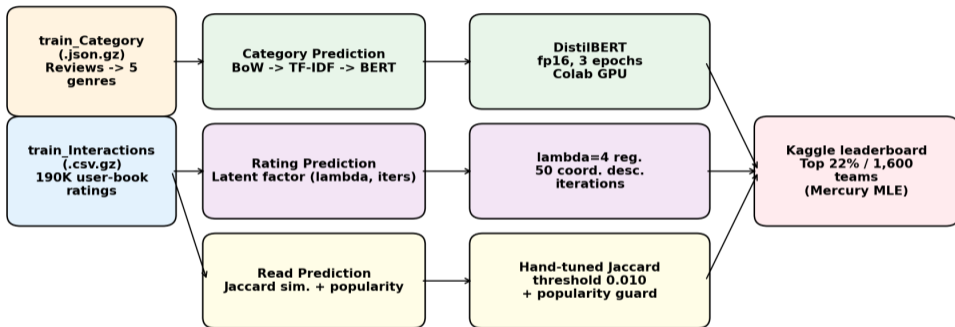 train_Category
(.json.gz)
Reviews -> 5
genres
Category Prediction
BoW -> TF-IDF -> BERT
DistilBERT
fp16, 3 epochs
Colab GPU
train_Interactions
(.csv.gz)
190K user-book
ratings
Rating Prediction
Latent factor (lambda, iters)
lambda=4 reg.
50 coord. desc.
iterations
Kaggle leaderboard
Top 22% / 1,600
teams
(Mercury MLE)
Read Prediction
Jaccard sim. + popularity
Hand-tuned Jaccard
threshold 0.010
+ popularity guard